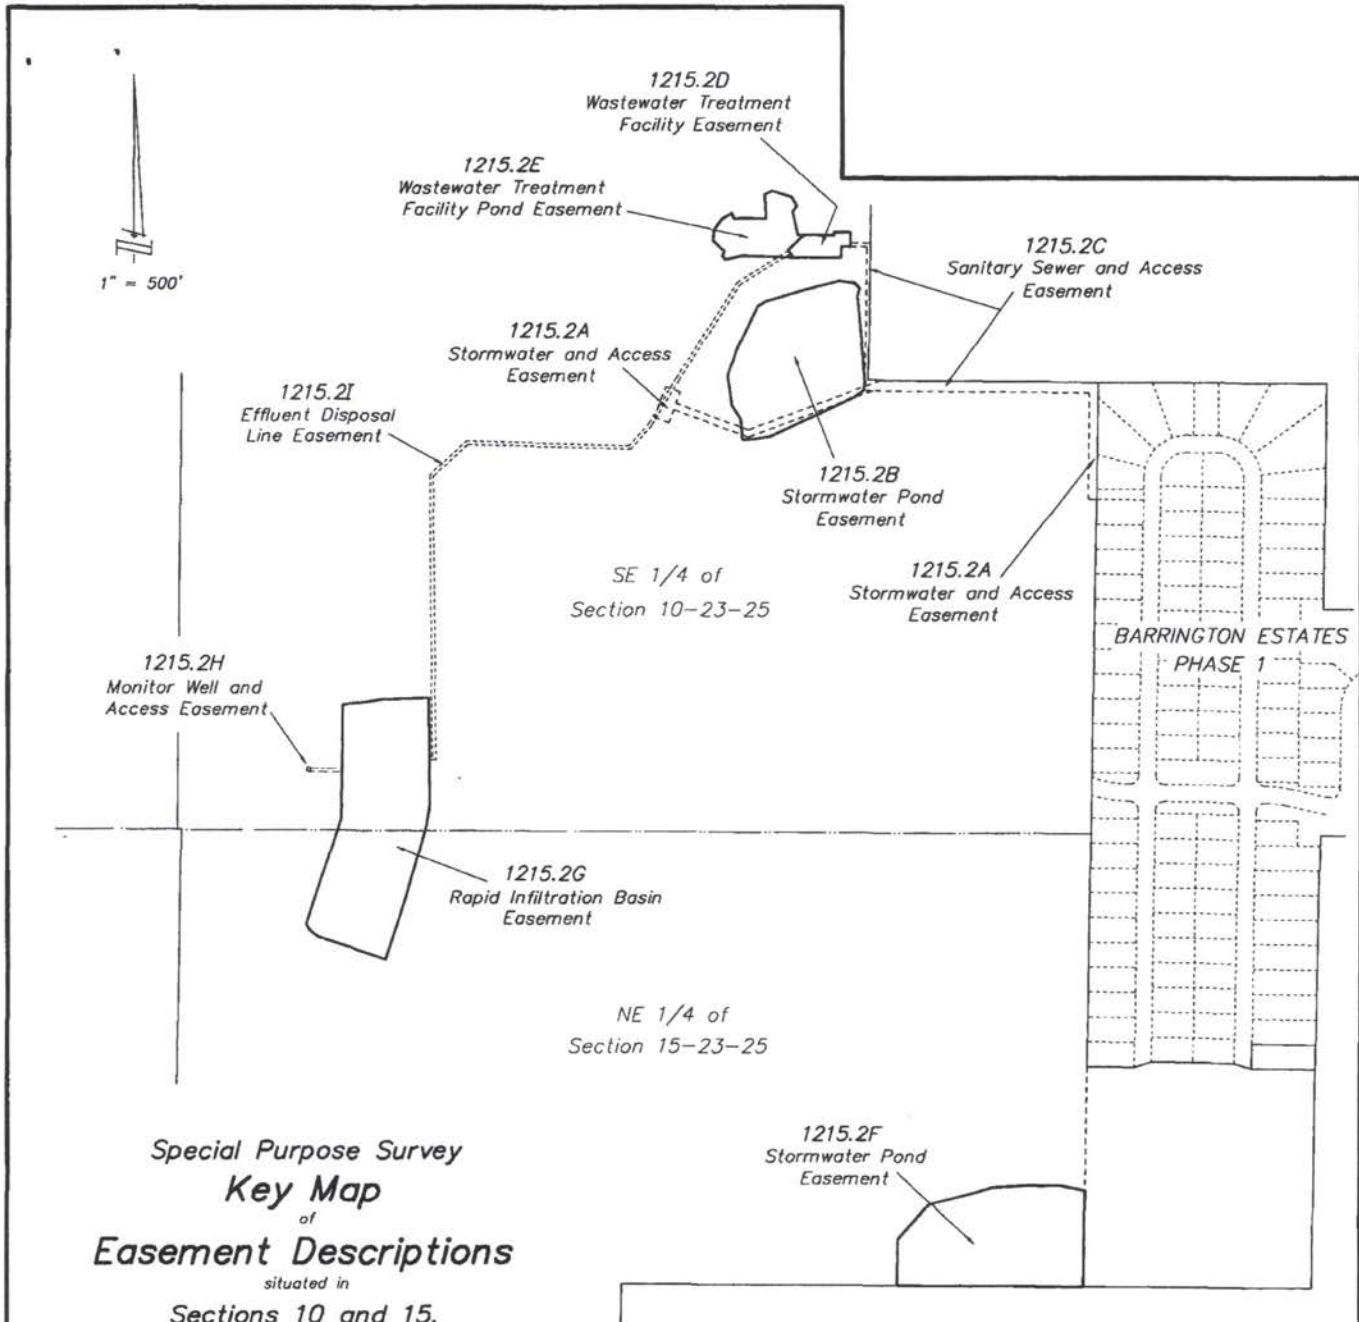 1215.2D
Wastewater Treatment
Facility Easement
1215.2E
Wastewater Treatment
Facility Pond Easement
1215.2C
Sanitary Sewer and Access
Easement
1" = 500'
1215.2A
Stormwater and Access
Easement
1215.2I
Effluent Disposal
Line Easement
1215.2B
Stormwater Pond
Easement
SE 1/4 of
Section 10-23-25
1215.2A
Stormwater and Access
Easement
BARRINGTON ESTATES
PHASE 1
1215.2H
Monitor Well and
Access Easement
1215.2G
Rapid Infiltration Basin
Easement
NE 1/4 of
Section 15-23-25
1215.2F
Stormwater Pond
Easement
Special Purpose Survey
Key Map
of
Easement Descriptions
situated in
Sections 10 and 15,